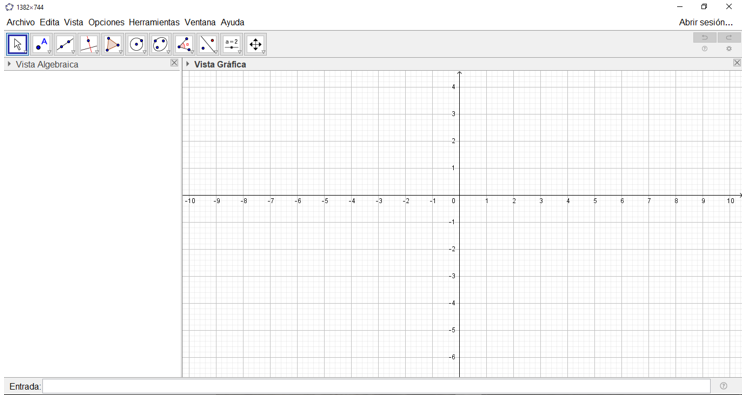 1382×744
Archivo Edita Vista Opciones Herramientas Ventana Ayuda
Abrir sesión...
A
a=2
Vista Algebraica
Vista Gráfica
4
3
2
1
-10 -9 -8 -7 -6 -5 -4 -3 -2 -1 0 1 2 3 4 5 6 7 8 9 10
-1
-2
-3
-4
-5
-6
Entrada: